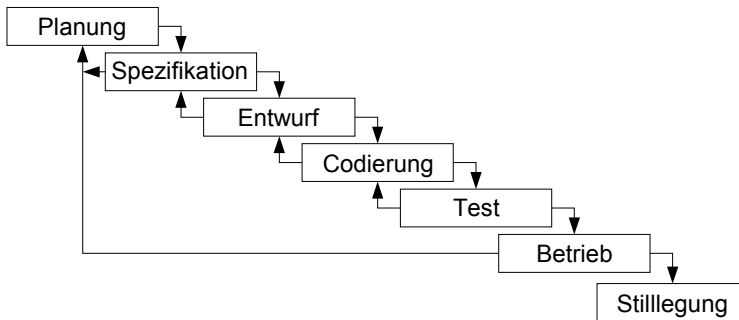 Planung
Spezifikation
Entwurf
Codierung
Test
Betrieb
Stilllegung